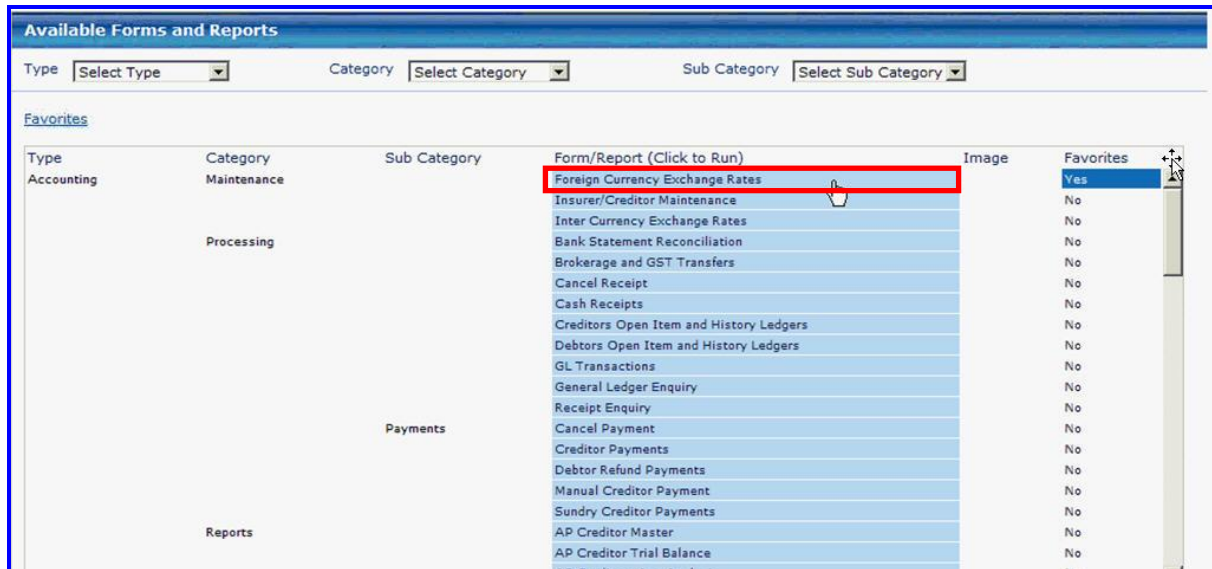 Available Forms and Reports
Type Select Type Category Select Category Sub Category Select Sub Category
Favorites
Type Category Sub Category Form/Report (Click to Run) Image Favorites
Accounting Maintenance Foreign Currency Exchange Rates Yes
Insurer/Creditor Maintenance No
Inter Currency Exchange Rates No
Processing Bank Statement Reconciliation No
Brokerage and GST Transfers No
Cancel Receipt No
Cash Receipts No
Creditors Open Item and History Ledgers No
Debtors Open Item and History Ledgers No
GL Transactions No
General Ledger Enquiry No
Receipt Enquiry No
Payments Cancel Payment No
Creditor Payments No
Debtor Refund Payments No
Manual Creditor Payment No
Sundry Creditor Payments No
Reports AP Creditor Master No
AP Creditor Trial Balance No